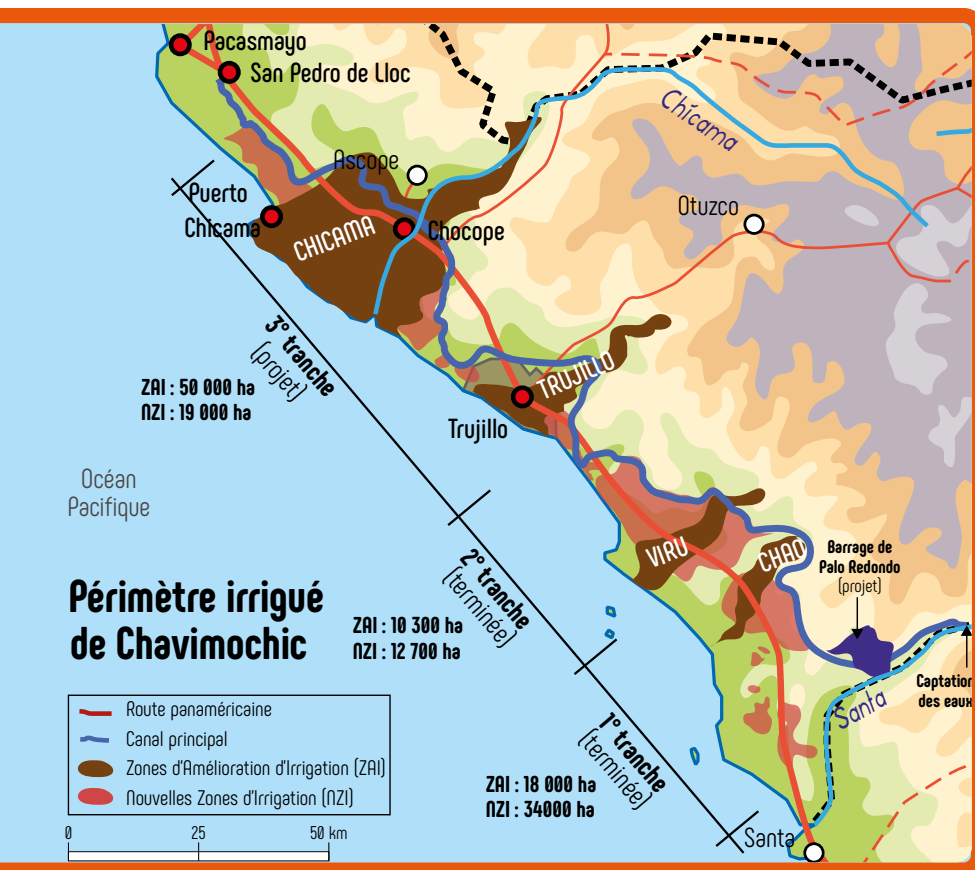 Pacasmayo
San Pedro de Lloc
Chícama
Ascope
Puerto
Chicama
Otuzco
CHICAMA
Chocope
3° tranche
(projet)
ZAI : 50 000 ha
NZI : 19 000 ha
TRUJILLO
Trujillo
Océan
Pacifique
VIRU
CHAO
Barrage de
Palo Redondo
(projet)
2° tranche
(terminée)
Périmètre irrigué
de Chavimochic
ZAI : 10 300 ha
NZI : 12 700 ha
Captation
des eaux
Santa
Route panaméricaine
Canal principal
Zones d'Amélioration d'Irrigation (ZAI)
Nouvelles Zones d'Irrigation (NZI)
1° tranche
(terminée)
ZAI : 18 000 ha
NZI : 34000 ha
0 25 50 km
Santa